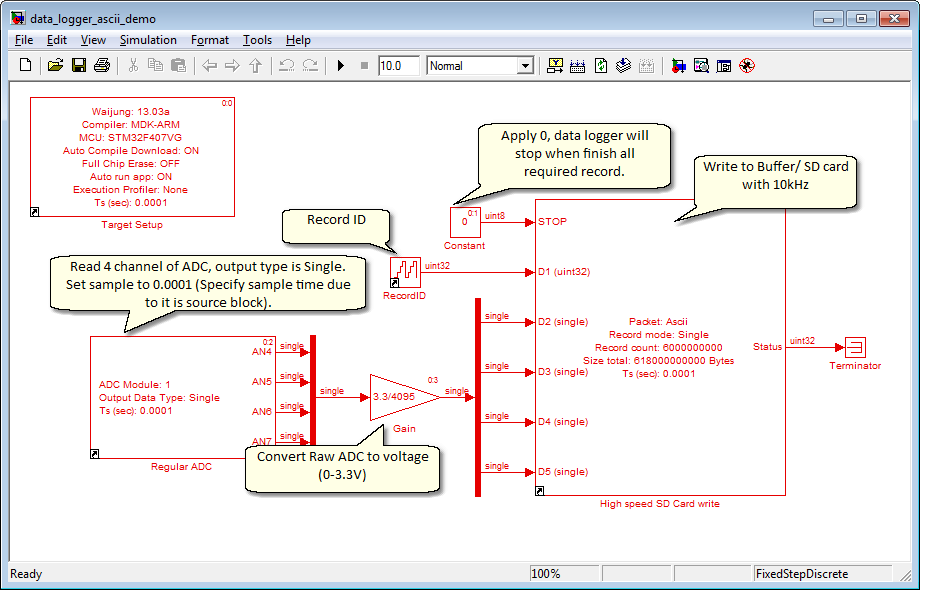 data_logger_ascii_demo
File Edit View Simulation Format Tools Help
10.0 Normal
0:0
Waijung: 13.03a
Compiler: MDK-ARM
MCU: STM32F407VG
Auto Compile Download: ON
Full Chip Erase: OFF
Auto run app: ON
Execution Profiler: None
Ts (sec): 0.0001
Target Setup
Apply 0, data logger will
stop when finish all
required record.
Write to Buffer/ SD card
with 10kHz
Record ID
0:1
0
Constant
uint8
STOP
uint32
RecordID
D1 (uint32)
Read 4 channel of ADC, output type is Single.
Set sample to 0.0001 (Specify sample time due
to it is source block).
0:2
AN4
single
AN5
single
AN6
single
AN7
single
ADC Module: 1
Output Data Type: Single
Ts (sec): 0.0001
Regular ADC
single
0:3
3.3/4095
Gain
single
Convert Raw ADC to voltage
(0-3.3V)
single
D2 (single)
single
D3 (single)
single
D4 (single)
single
D5 (single)
Packet: Ascii
Record mode: Single
Record count: 6000000000
Size total: 618000000000 Bytes
Ts (sec): 0.0001
Status
uint32
Terminator
High speed SD Card write
Ready
100%
FixedStepDiscrete